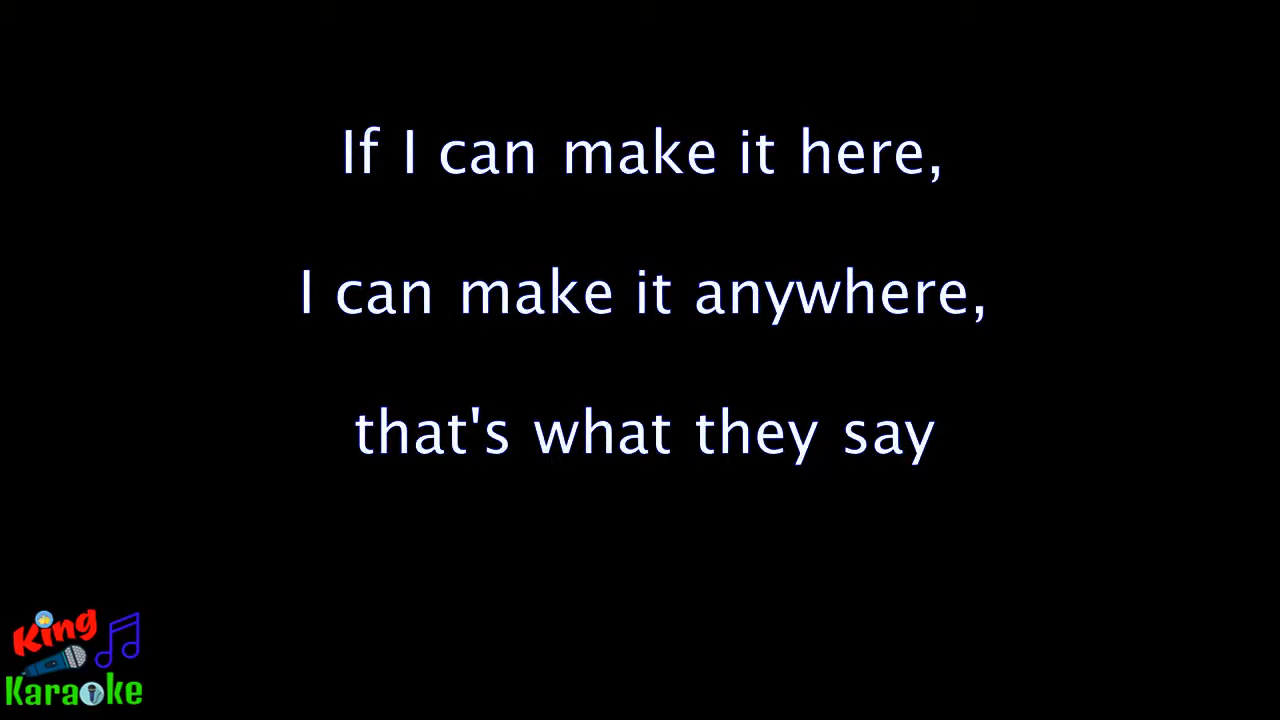 If I can make it here,
I can make it anywhere,
that's what they say
King
Karaoke